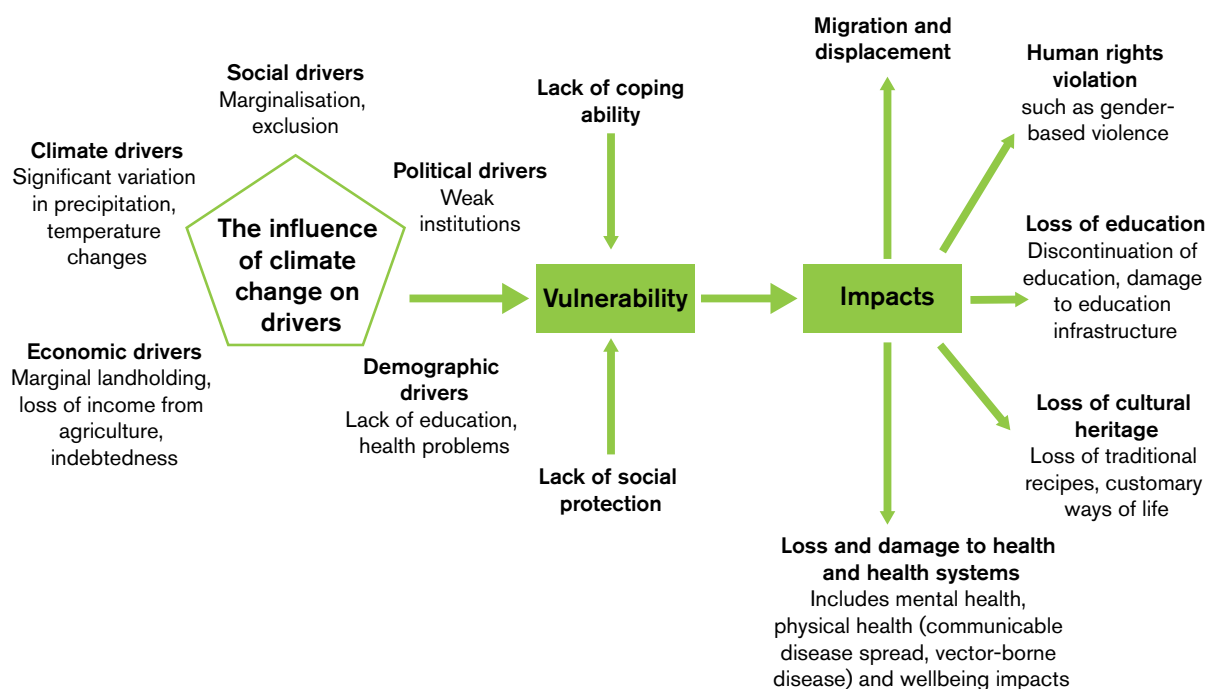 Social drivers
Marginalisation,
exclusion
Climate drivers
Significant variation
in precipitation,
temperature
changes
The influence
of climate
change on
drivers
Political drivers
Weak
institutions
Economic drivers
Marginal landholding,
loss of income from
agriculture,
indebtedness
Demographic
drivers
Lack of education,
health problems
Lack of coping
ability
Vulnerability
Lack of social
protection
Impacts
Migration and
displacement
Human rights
violation
such as gender-
based violence
Loss of education
Discontinuation of
education, damage
to education
infrastructure
Loss of cultural
heritage
Loss of traditional
recipes, customary
ways of life
Loss and damage to health
and health systems
Includes mental health,
physical health (communicable
disease spread, vector-borne
disease) and wellbeing impacts